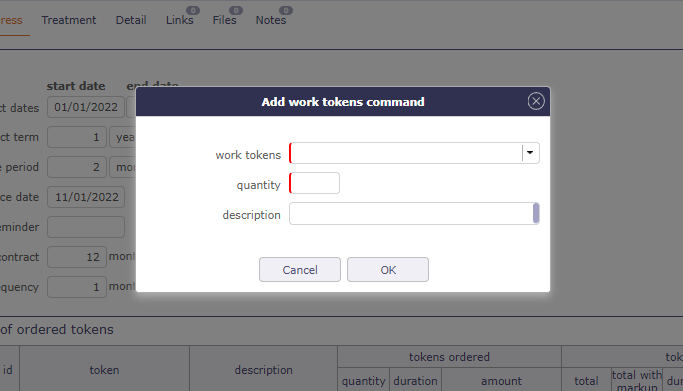 ress Treatment Detail Links 0 Files 0 Notes 0
start date end date
ct dates 01/01/2022
Add work tokens command
ct term 1 yea
work tokens
e period 2 mo
quantity
ce date 11/01/2022
description
eminder
contract 12 mont
Cancel OK
equency 1 mont
of ordered tokens
tokens ordered tok
id token description
quantity duration amount total total with markup du